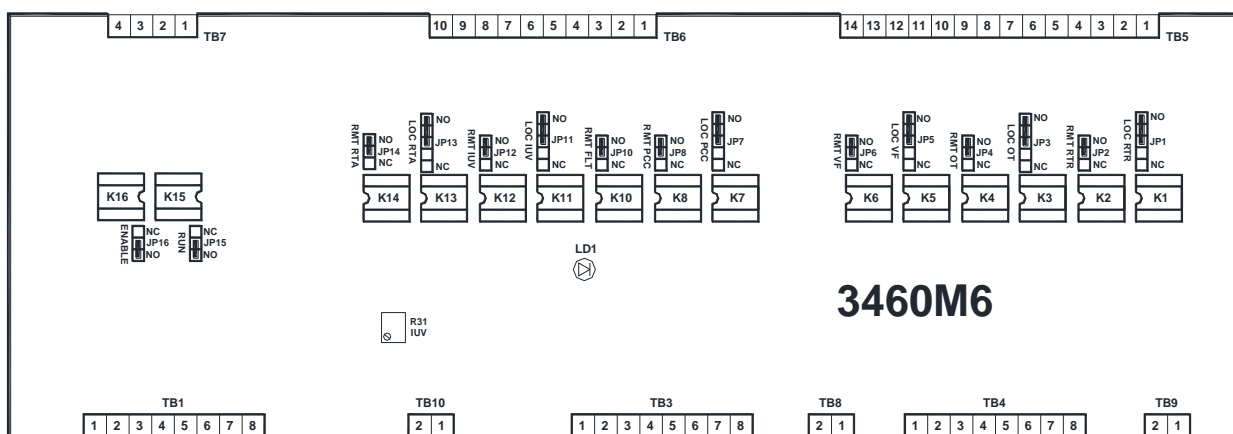 4 3 2 1 TB7
10 9 8 7 6 5 4 3 2 1 TB6
14 13 12 11 10 9 8 7 6 5 4 3 2 1 TB5
RMT RTA NO JP14 NC
LOC RTA NO JP13 NC
RMT IUV NO JP12 NC
LOC IUV NO JP11 NC
RMT FLT NO JP10 NC
RMT PCC NO JP8 NC
LOC PCC NO JP7 NC
RMT VF NO JP6 NC
LOC VF NO JP5 NC
RMT OT NO JP4 NC
LOC OT NO JP3 NC
RMT RTR NO JP2 NC
LOC RTR NO JP1 NC
K16 K15 K14 K13 K12 K11 K10 K8 K7 K6 K5 K4 K3 K2 K1
ENABLE NC JP16 NO
RUN NC JP15 NO
LD1
3460M6
R31
IUV
TB1 TB10 TB3 TB8 TB4 TB9
1 2 3 4 5 6 7 8 2 1 1 2 3 4 5 6 7 8 2 1 1 2 3 4 5 6 7 8 2 1